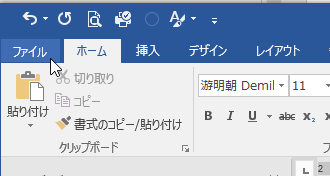 ファイル ホーム 挿入 デザイン レイアウト
切り取り
コピー
貼り付け
書式のコピー/貼り付け
クリップボード
游明朝 Demil 11
B I U abc x₂
L 2